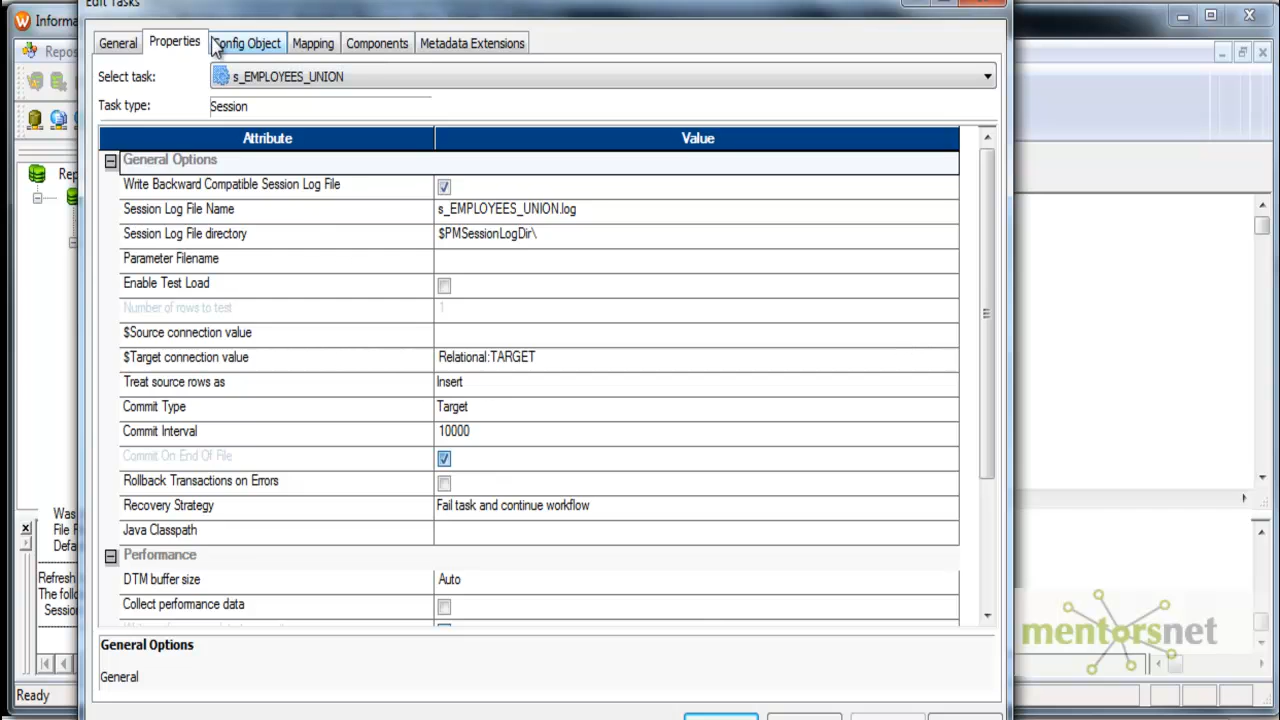 Edit Tasks
Informa
Repos
General Properties Config Object Mapping Components Metadata Extensions
Select task: s_EMPLOYEES_UNION
Task type: Session
Attribute Value
General Options
Write Backward Compatible Session Log File
Session Log File Name s_EMPLOYEES_UNION.log
Session Log File directory $PMSessionLogDir\
Parameter Filename
Enable Test Load
Number of rows to test 1
$Source connection value
$Target connection value Relational:TARGET
Treat source rows as Insert
Commit Type Target
Commit Interval 10000
Commit On End Of File
Rollback Transactions on Errors
Recovery Strategy Fail task and continue workflow
Java Classpath
Performance
DTM buffer size Auto
Collect performance data
General Options
General
Rep
Was
File F
Defa
Refresh
The follo
Session
Ready
mentorsnet